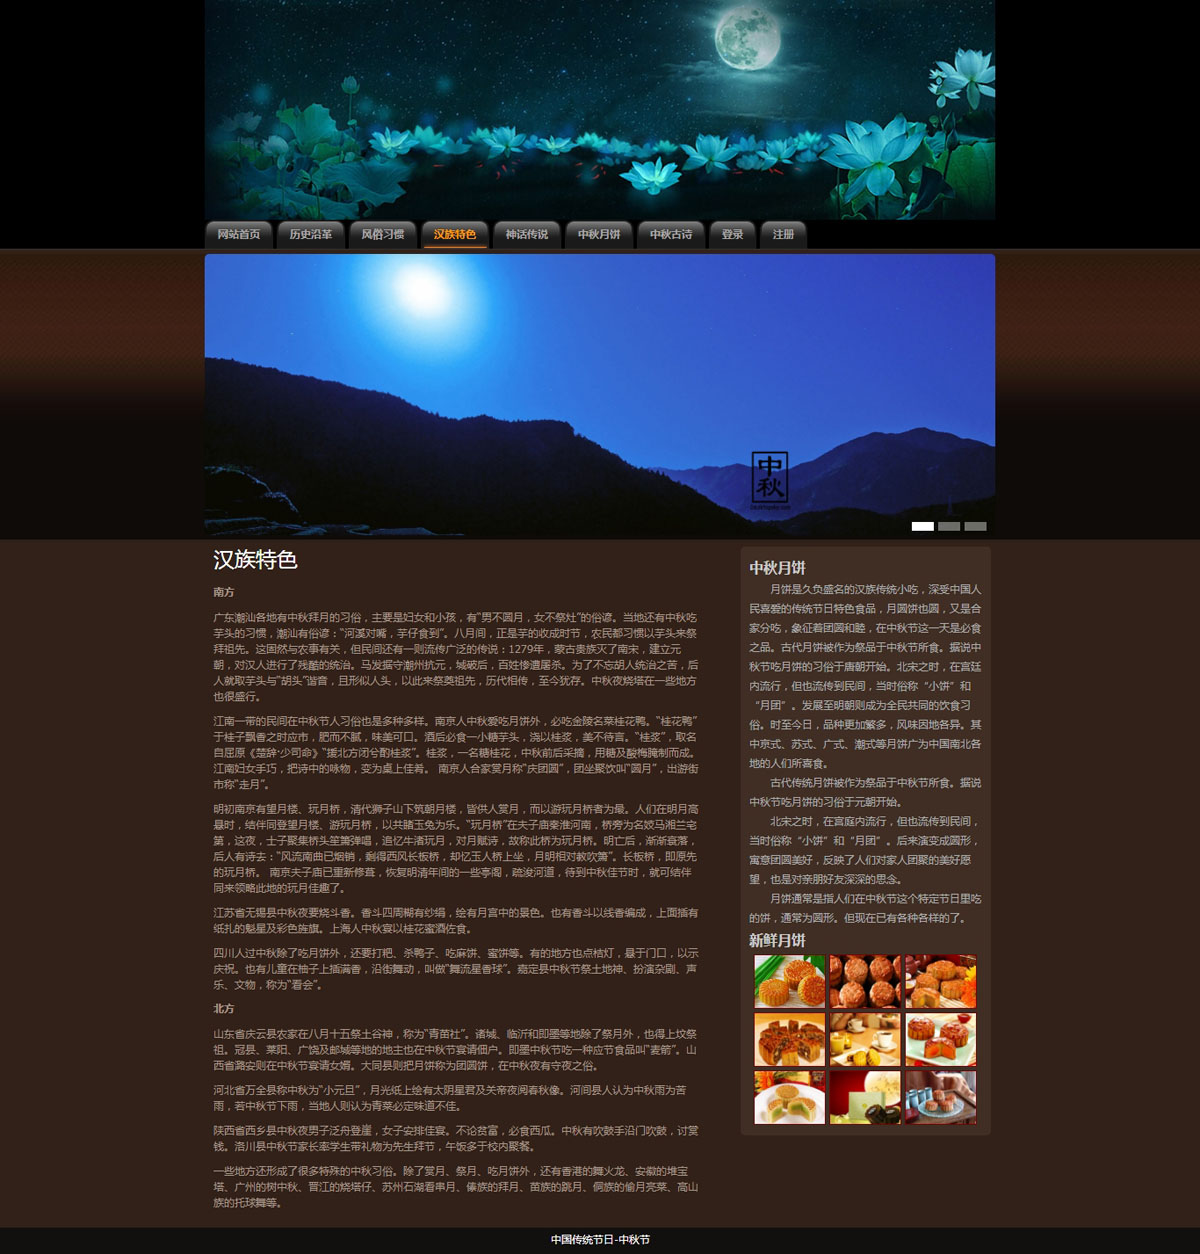 网站首页
历史沿革
风俗习惯
汉族特色
神话传说
中秋月饼
中秋古诗
登录
注册
中
秋
汉族特色
南方
广东潮汕各地有中秋拜月的习俗，主要是妇女和小孩，有"男不圆月，女不祭灶"的俗谚。当地还有中秋吃
芋头的习惯，潮汕有俗谚："河溪对嘴，芋仔食到"。八月间，正是芋的收成时节，农民都习惯以芋头来祭
拜祖先。这固然与农事有关，但民间还有一则流传广泛的传说：1279年，蒙古贵族灭了南宋，建立元
朝，对汉人进行了残酷的统治。马发据守潮州抗元，城破后，百姓惨遭屠杀。为了不忘胡人统治之苦，后
人就取芋头与"胡头"谐音，且形似人头，以此来祭奠祖先，历代相传，至今犹存。中秋夜烧塔在一些地方
也很盛行。
江南一带的民间在中秋节人习俗也是多种多样。南京人中秋爱吃月饼外，必吃金陵名菜桂花鸭。"桂花鸭"
于桂子飘香之时应市，肥而不腻，味美可口。酒后必食一小糖芋头，浇以桂浆，美不待言。"桂浆"，取名
自屈原《楚辞·少司命》"援北方闭兮酌桂浆"。桂浆，一名糖桂花，中秋前后采摘，用糖及酸梅腌制而成。
江南妇女手巧，把诗中的咏物，变为桌上佳肴。 南京人合家赏月称"庆团圆"，团坐聚饮叫"圆月"，出游街
市称"走月"。
明初南京有望月楼、玩月桥，清代狮子山下筑朝月楼，皆供人赏月，而以游玩月桥者为最。人们在明月高
悬时，结伴同登望月楼、游玩月桥，以共睹玉兔为乐。"玩月桥"在夫子庙秦淮河南，桥旁为名妓马湘兰宅
第，这夜，士子聚集桥头笙箫弹唱，追忆牛渚玩月，对月赋诗，故称此桥为玩月桥。明亡后，渐渐衰落，
后人有诗去："风流南曲已烟销，剩得西风长板桥，却忆玉人桥上坐，月明相对教吹箫"。长板桥，即原先
的玩月桥。 南京夫子庙已重新修葺，恢复明清年间的一些亭阁，疏浚河道，待到中秋佳节时，就可结伴
同来领略此地的玩月佳趣了。
江苏省无锡县中秋夜要烧斗香。香斗四周糊有纱绢，绘有月宫中的景色。也有香斗以线香编成，上面插有
纸扎的魁星及彩色旌旗。上海人中秋宴以桂花蜜酒佐食。
四川人过中秋除了吃月饼外，还要打粑、杀鸭子、吃麻饼、蜜饼等。有的地方也点桔灯，悬于门口，以示
庆祝。也有儿童在柚子上插满香，沿街舞动，叫做"舞流星香球"。嘉定县中秋节祭土地神、扮演杂剧、声
乐、文物，称为"看会"。
北方
山东省庆云县农家在八月十五祭土谷神，称为"青苗社"。诸城、临沂和即墨等地除了祭月外，也得上坟祭
祖。冠县、莱阳、广饶及邮城等地的地主也在中秋节宴请佃户。即墨中秋节吃一种应节食品叫"麦箭"。山
西省潞安则在中秋节宴请女婿。大同县则把月饼称为团圆饼，在中秋夜有守夜之俗。
河北省万全县称中秋为"小元旦"，月光纸上绘有太阴星君及关帝夜阅春秋像。河间县人认为中秋雨为苦
雨，若中秋节下雨，当地人则认为青菜必定味道不佳。
陕西省西乡县中秋夜男子泛舟登崖，女子安排佳宴。不论贫富，必食西瓜。中秋有吹鼓手沿门吹鼓，讨赏
钱。洛川县中秋节家长率学生带礼物为先生拜节，午饭多于校内聚餐。
一些地方还形成了很多特殊的中秋习俗。除了赏月、祭月、吃月饼外，还有香港的舞火龙、安徽的堆宝
塔、广州的树中秋、晋江的烧塔仔、苏州石湖看串月、傣族的拜月、苗族的跳月、侗族的偷月亮菜、高山
族的托球舞等。
中秋月饼
月饼是久负盛名的汉族传统小吃，深受中国人
民喜爱的传统节日特色食品，月圆饼也圆，又是合
家分吃，象征着团圆和睦，在中秋节这一天是必食
之品。古代月饼被作为祭品于中秋节所食。据说中
秋节吃月饼的习俗于唐朝开始。北宋之时，在宫廷
内流行，但也流传到民间，当时俗称“小饼”和
“月团”。发展至明朝则成为全民共同的饮食习
俗。时至今日，品种更加繁多，风味因地各异。其
中京式、苏式、广式、潮式等月饼广为中国南北各
地的人们所喜食。
古代传统月饼被作为祭品于中秋节所食。据说
中秋节吃月饼的习俗于元朝开始。
北宋之时，在宫庭内流行，但也流传到民间，
当时俗称“小饼”和“月团”。后来演变成圆形，
寓意团圆美好，反映了人们对家人团聚的美好愿
望，也是对亲朋好友深深的思念。
月饼通常是指人们在中秋节这个特定节日里吃
的饼，通常为圆形。但现在已有各种各样的了。
新鲜月饼
中国传统节日-中秋节